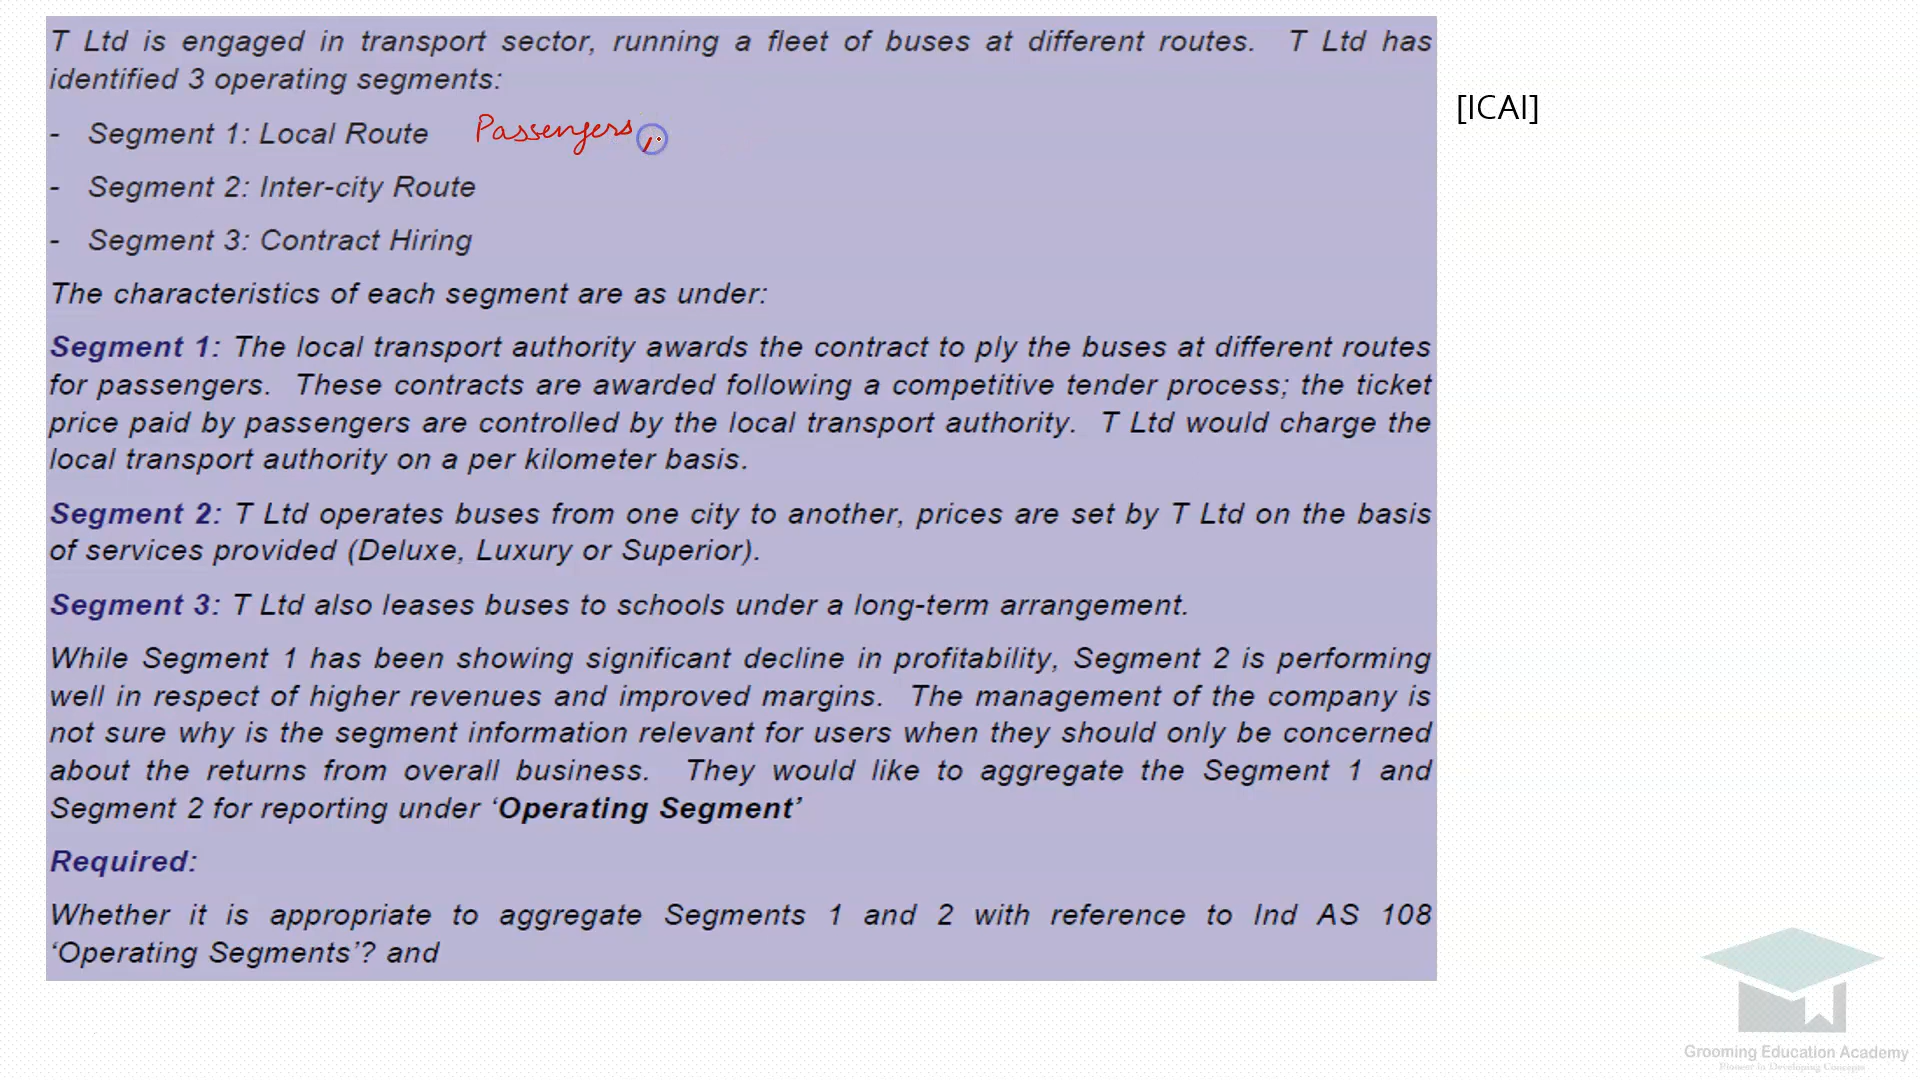 T Ltd is engaged in transport sector, running a fleet of buses at different routes. T Ltd has
identified 3 operating segments:
[ICAI]
- Segment 1: Local Route Passengers,
- Segment 2: Inter-city Route
- Segment 3: Contract Hiring
The characteristics of each segment are as under:
Segment 1: The local transport authority awards the contract to ply the buses at different routes
for passengers. These contracts are awarded following a competitive tender process; the ticket
price paid by passengers are controlled by the local transport authority. T Ltd would charge the
local transport authority on a per kilometer basis.
Segment 2: T Ltd operates buses from one city to another, prices are set by T Ltd on the basis
of services provided (Deluxe, Luxury or Superior).
Segment 3: T Ltd also leases buses to schools under a long-term arrangement.
While Segment 1 has been showing significant decline in profitability, Segment 2 is performing
well in respect of higher revenues and improved margins. The management of the company is
not sure why is the segment information relevant for users when they should only be concerned
about the returns from overall business. They would like to aggregate the Segment 1 and
Segment 2 for reporting under ‘Operating Segment’
Required:
Whether it is appropriate to aggregate Segments 1 and 2 with reference to Ind AS 108
‘Operating Segments’? and
Grooming Education Academy
Pioneer in Developing Concepts